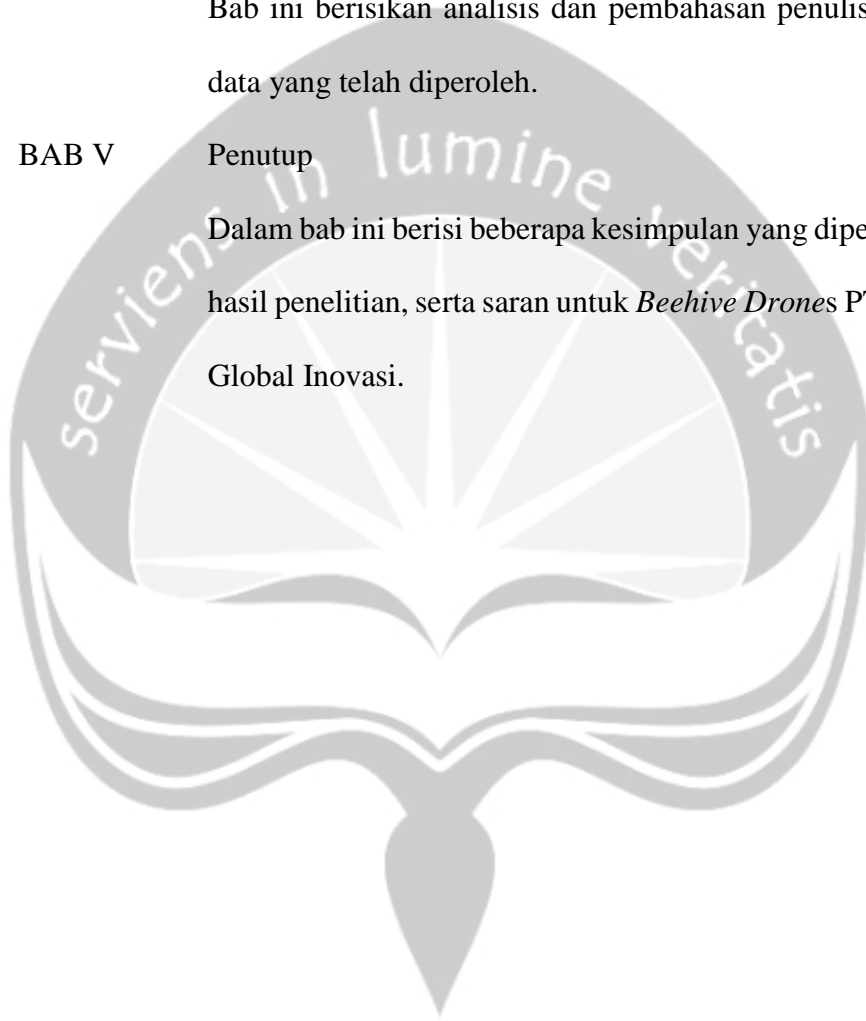 Bab ini berisikan analisis dan pembahasan penulis
data yang telah diperoleh.
BAB V Penutup
Dalam bab ini berisi beberapa kesimpulan yang dipe
hasil penelitian, serta saran untuk Beehive Drones PT
Global Inovasi.
serviens in lumine veritatis